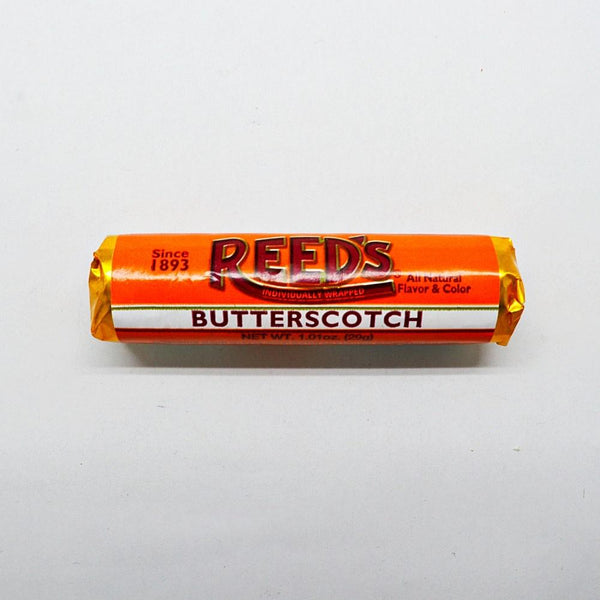 Since
1893
REED'S
INDIVIDUALLY WRAPPED
All Natural
Flavor & Color
BUTTERSCOTCH
NET WT. 1.01oz. (29g)